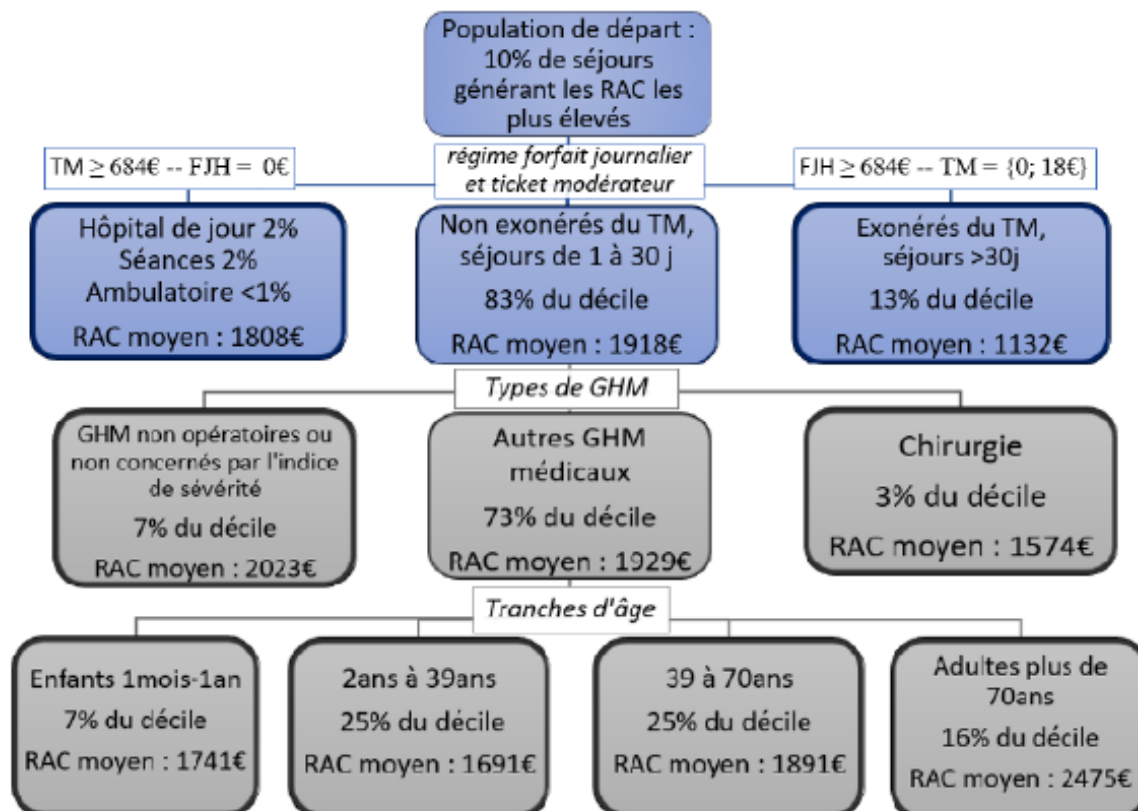 Population de départ :
10% de séjours
générant les RAC les
plus élevés
TM ≥ 684€ -- FJH = 0€
régime forfait journalier
et ticket modérateur
FJH ≥ 684€ -- TM = {0; 18€}
Hôpital de jour 2%
Séances 2%
Ambulatoire <1%
RAC moyen : 1808€
Non exonérés du TM,
séjours de 1 à 30 j
83% du décile
RAC moyen : 1918€
Exonérés du TM,
séjours >30j
13% du décile
RAC moyen : 1132€
Types de GHM
GHM non opératoires ou
non concernés par l'indice
de sévérité
7% du décile
RAC moyen : 2023€
Autres GHM
médicaux
73% du décile
RAC moyen : 1929€
Chirurgie
3% du décile
RAC moyen : 1574€
Tranches d'âge
Enfants 1mois-1an
7% du décile
RAC moyen : 1741€
2ans à 39ans
25% du décile
RAC moyen : 1691€
39 à 70ans
25% du décile
RAC moyen : 1891€
Adultes plus de
70ans
16% du décile
RAC moyen : 2475€